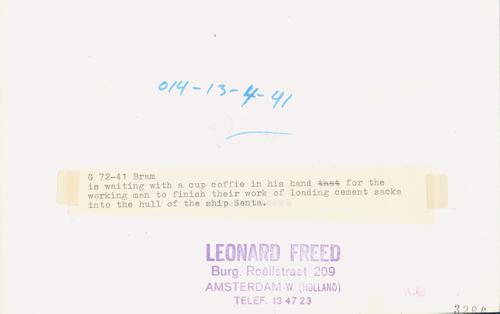 014-13-4-41
G 72-41 Bram
is waiting with a cup coffie in his hand that for the
working man to finish their work of loading cement sacks
into the hull of the ship Senta.
LEONARD FREED
Burg. Roëllstraat 209
AMSTERDAM-W. (HOLLAND)
TELEF. 13 47 23